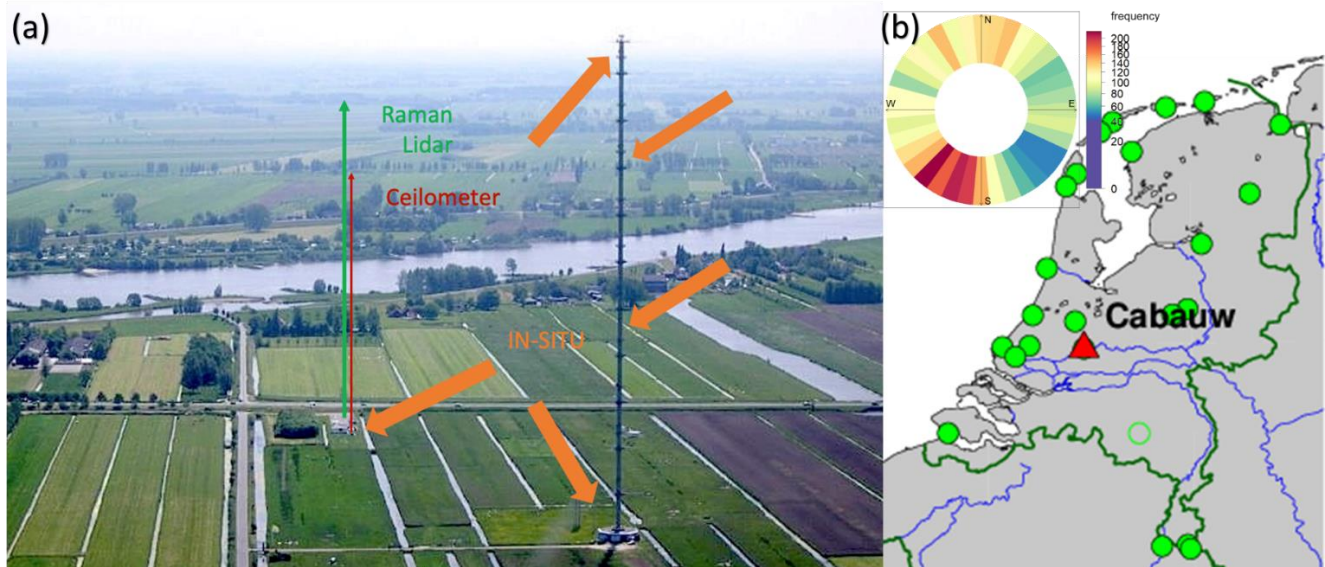 (a)
Raman
Lidar
Ceilometer
IN-SITU
(b)
N
W
E
S
frequency
200
180
160
140
120
100
80
60
40
20
0
Cabauw